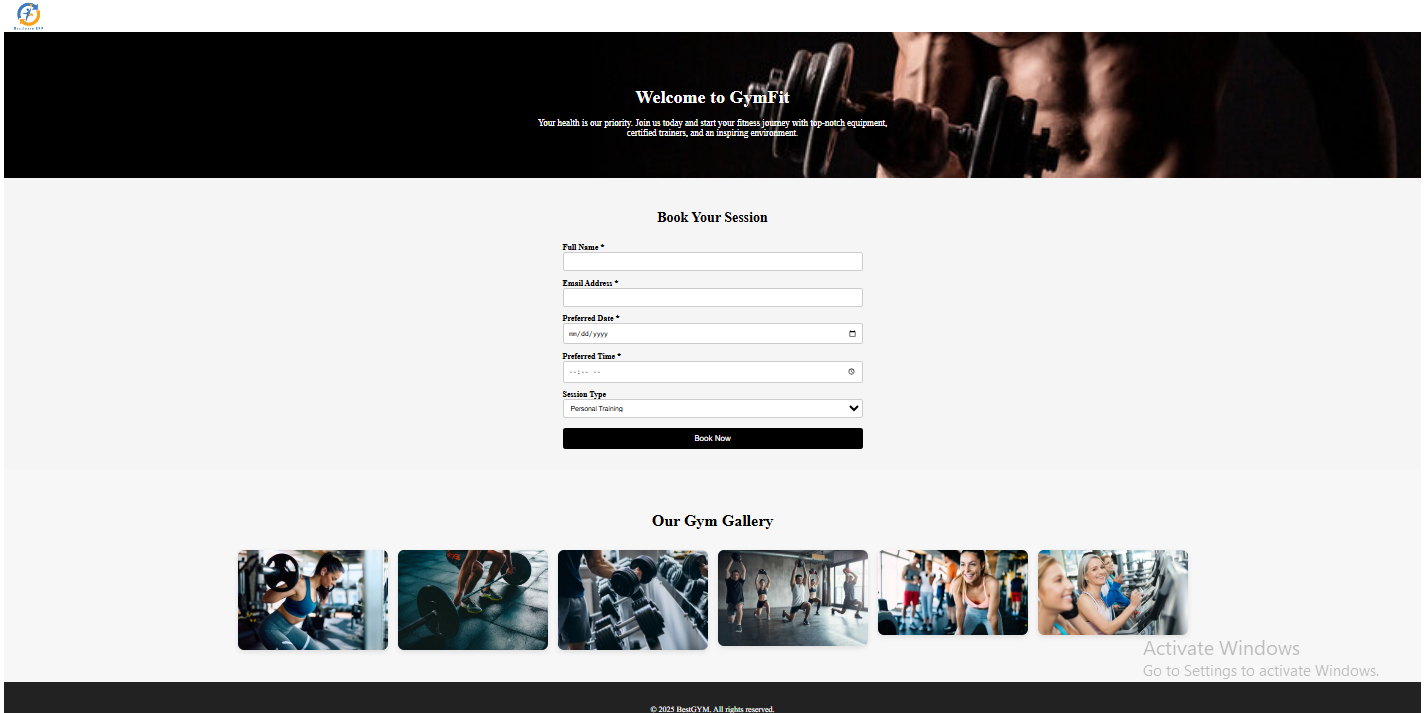 Welcome to GymFit
Your health is our priority. Join us today and start your fitness journey with top-notch equipment,
certified trainers, and an inspiring environment.
Book Your Session
Full Name *
Email Address *
Preferred Date *
mm/dd/yyyy
Preferred Time *
--:-- --
Session Type
Personal Training
Book Now
Our Gym Gallery
Activate Windows
Go to Settings to activate Windows.
© 2025 BestGYM. All rights reserved.